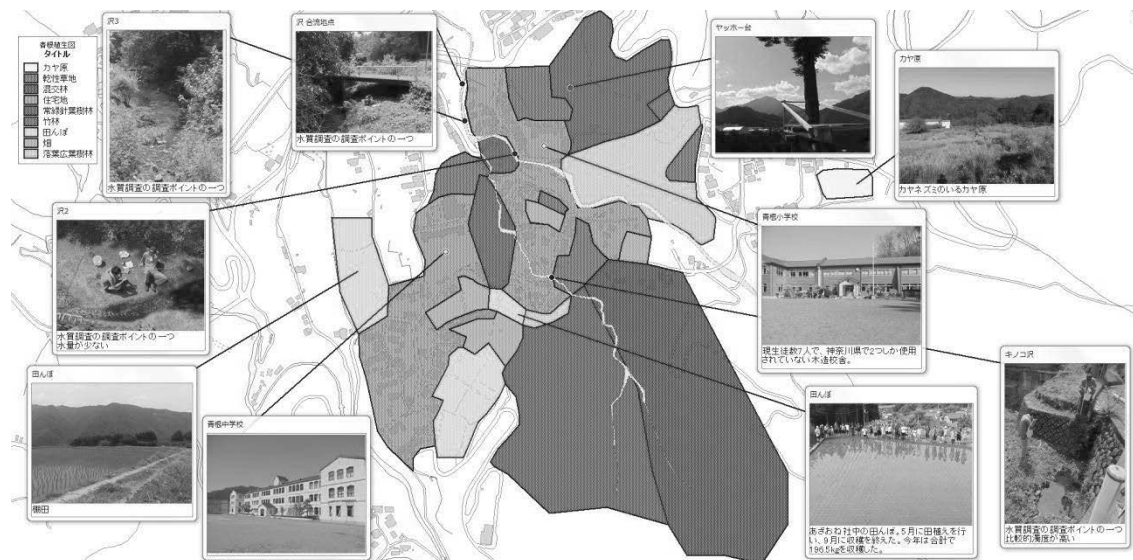 青根植生図
タイトル
カヤ原
乾性草地
混交林
住宅地
常緑針葉樹林
竹林
田んぼ
畑
落葉広葉樹林
沢3
水質調査の調査ポイントの一つ
沢 合流地点
水質調査の調査ポイントの一つ
ヤッホー台
カヤ原
カヤネズミのいるカヤ原
沢2
水質調査の調査ポイントの一つ
水量が少ない
青根小学校
現生徒数7人で、神奈川県で2つしか使用
されていない木造校舎。
キノコ沢
水質調査の調査ポイントの一つ
比較的濁度が高い
田んぼ
棚田
青根中学校
田んぼ
あざおね社中の田んぼ。5月に田植えを行
い、9月に収穫を終えた。今年は合計で
196.5kgを収穫した。